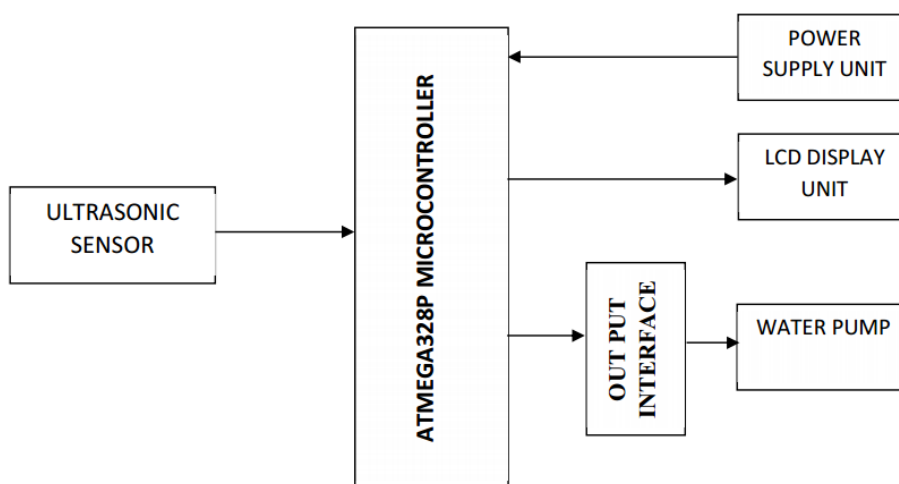 POWER
SUPPLY UNIT
LCD DISPLAY
UNIT
ULTRASONIC
SENSOR
ATMEGA328P MICROCONTROLLER
OUT PUT
INTERFACE
WATER PUMP